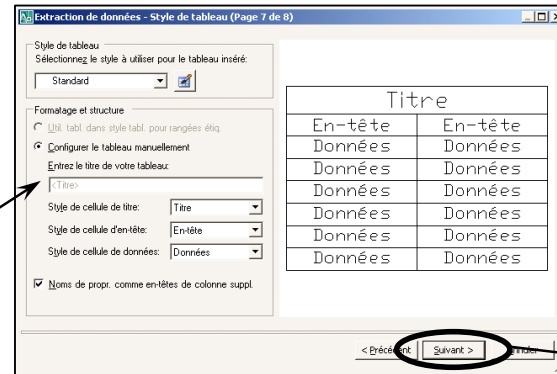 Extraction de données - Style de tableau (Page 7 de 8)
Style de tableau
Sélectionnez le style à utiliser pour le tableau inséré:
Standard
Formatage et structure
Util. tabl. dans style tabl. pour rangées étiq.
Configurer le tableau manuellement
Entrez le titre de votre tableau:
<Titre>
Style de cellule de titre: Titre
Style de cellule d'en-tête: En-tête
Style de cellule de données: Données
Noms de propr. comme en-têtes de colonne suppl.
Titre
En-tête En-tête
Données Données
Données Données
Données Données
Données Données
Données Données
Données Données
< Précédent Suivant > Annuler